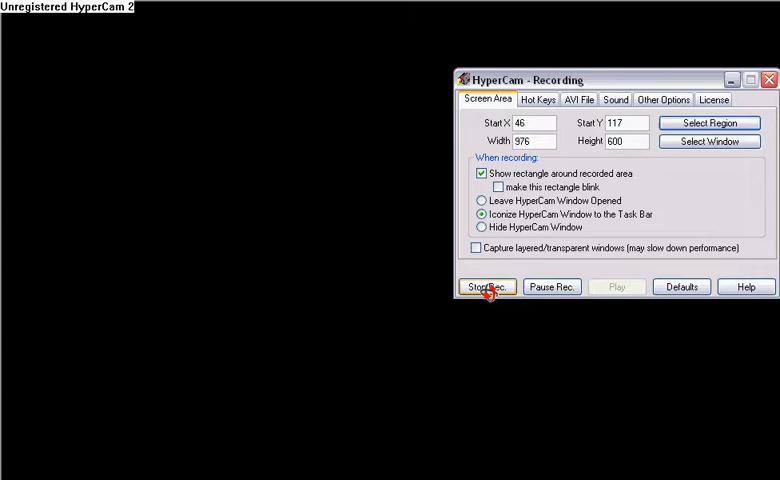 Unregistered HyperCam 2
HyperCam - Recording
Screen Area Hot Keys AVI File Sound Other Options License
Start X 46 Start Y 117 Select Region
Width 976 Height 600 Select Window
When recording:
Show rectangle around recorded area
make this rectangle blink
Leave HyperCam Window Opened
Iconize HyperCam Window to the Task Bar
Hide HyperCam Window
Capture layered/transparent windows (may slow down performance)
Stop Rec. Pause Rec. Play Defaults Help